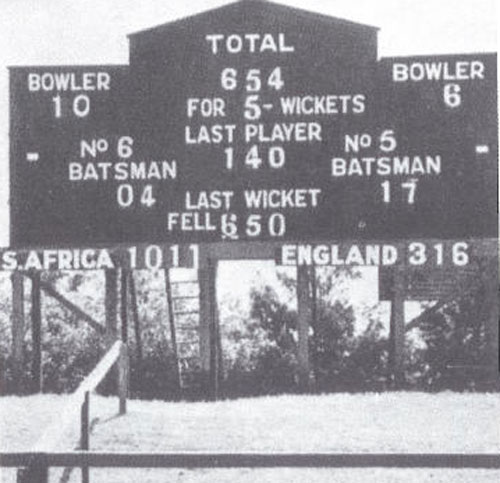 TOTAL
654
FOR 5- WICKETS
LAST PLAYER
140
LAST WICKET
FELL 650
BOWLER
10
No 6
BATSMAN
04
BOWLER
6
No 5
BATSMAN
17
S. AFRICA 1011
ENGLAND 316